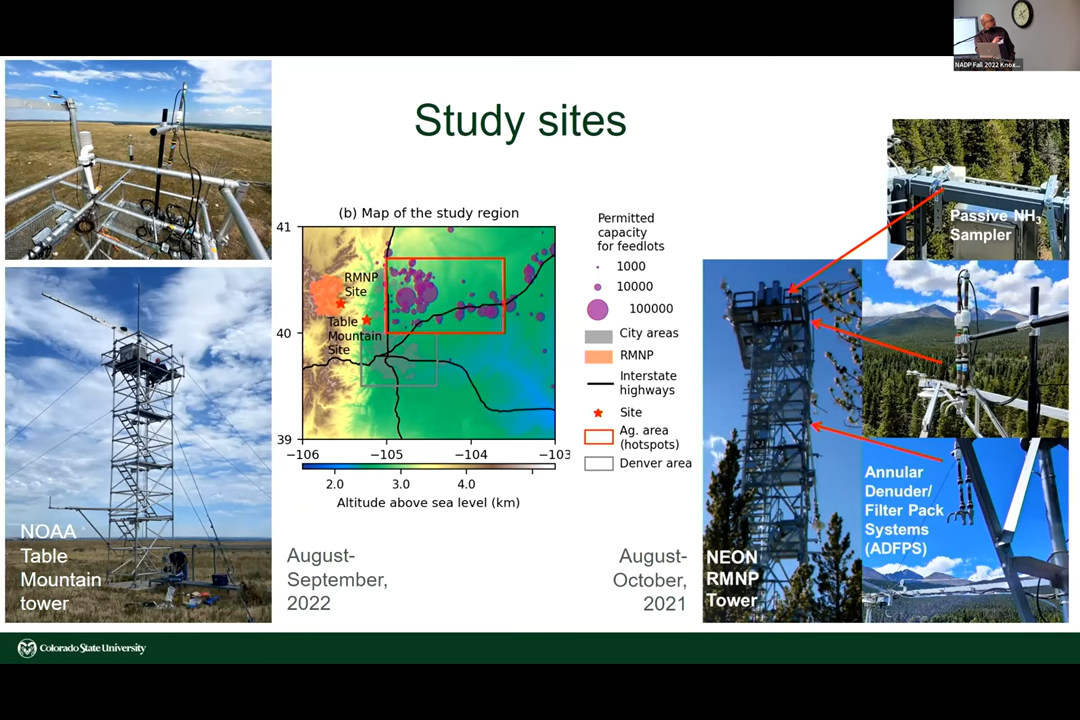 NADP Fall 2022 Knox...
Study sites
(b) Map of the study region
41
40
39
−106
−105
−104
−103
RMNP
Site
Table
Mountain
Site
2.0
3.0
4.0
Altitude above sea level (km)
Permitted
capacity
for feedlots
1000
10000
100000
City areas
RMNP
Interstate
highways
Site
Ag. area
(hotspots)
Denver area
Passive NH₃
Sampler
Annular
Denuder/
Filter Pack
Systems
(ADFPS)
NOAA
Table
Mountain
tower
August-
September,
2022
August-
October,
2021
NEON
RMNP
Tower
Colorado State University